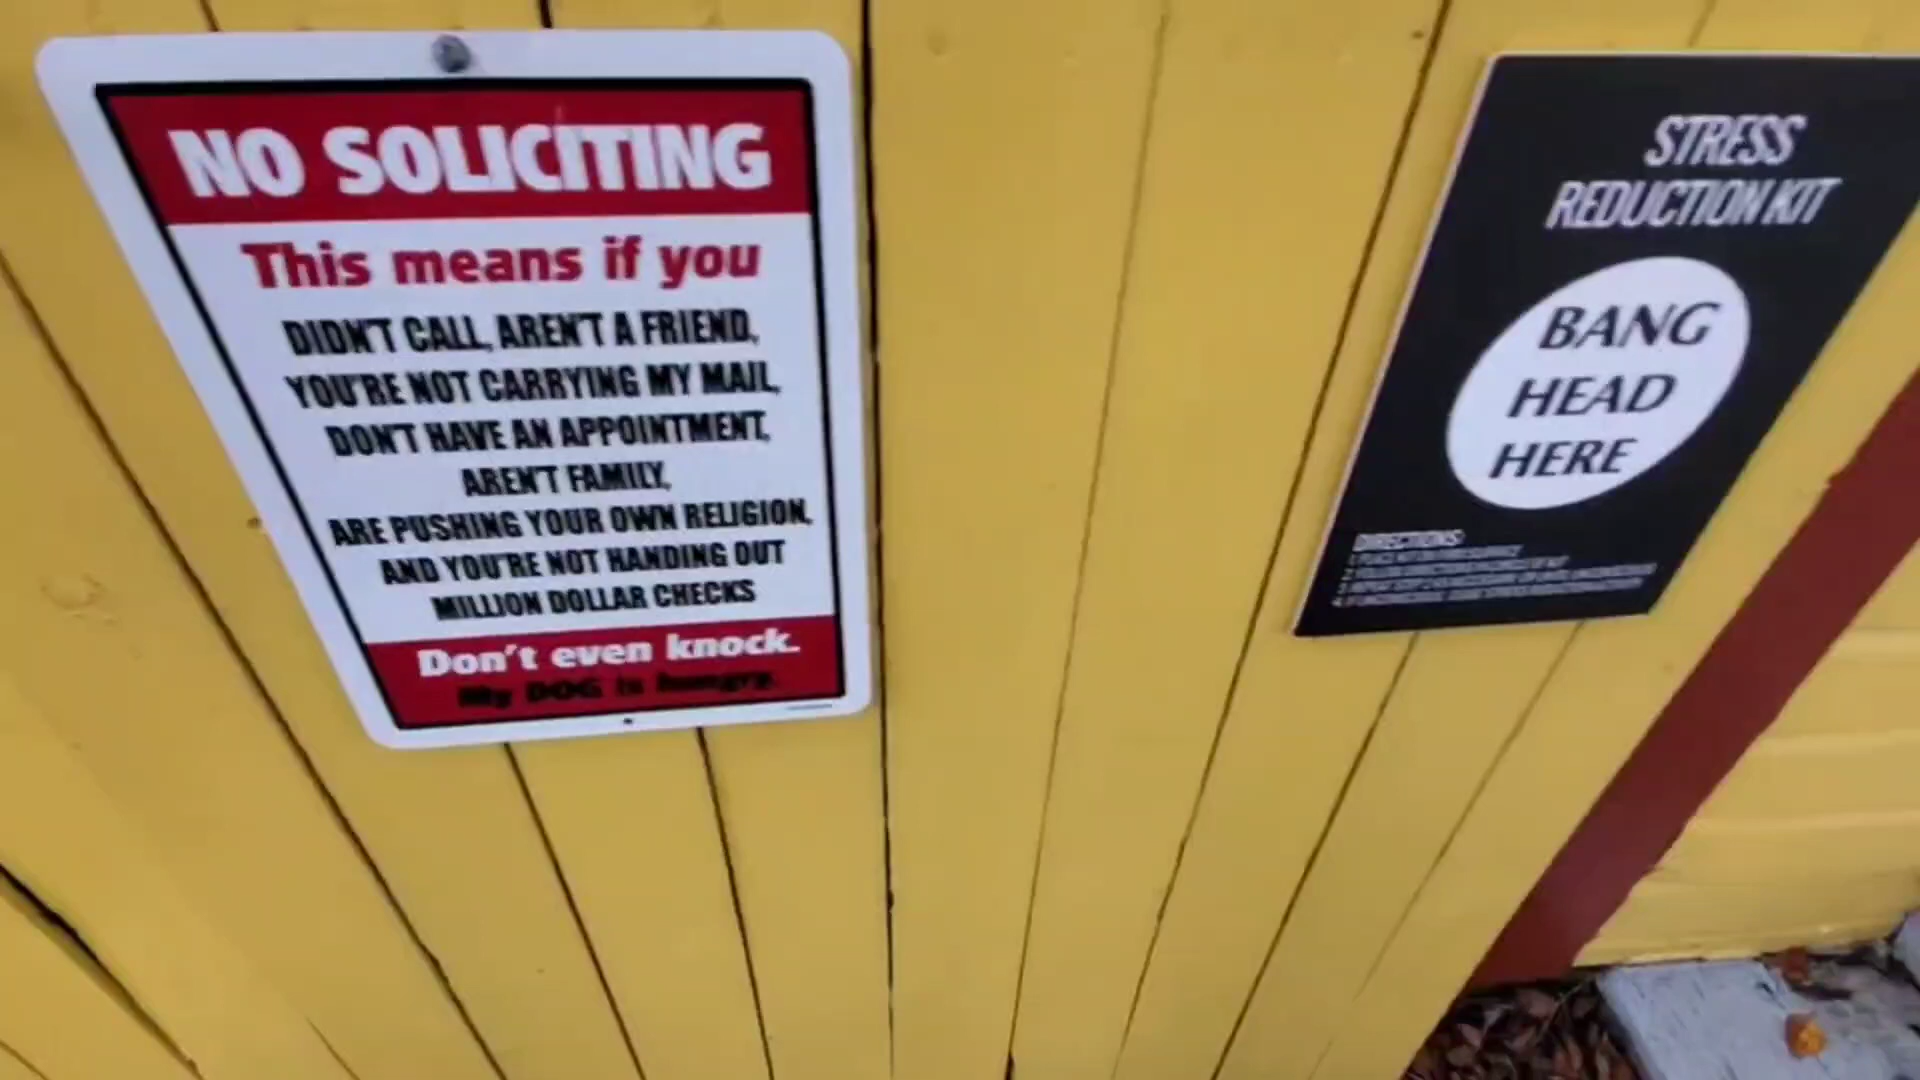 NO SOLICITING
This means if you
DIDN'T CALL, AREN'T A FRIEND,
YOU'RE NOT CARRYING MY MAIL,
DON'T HAVE AN APPOINTMENT,
AREN'T FAMILY,
ARE PUSHING YOUR OWN RELIGION,
AND YOU'RE NOT HANDING OUT
MILLION DOLLAR CHECKS
Don't even knock.
My DOG is hungry.
STRESS
REDUCTION KIT
BANG
HEAD
HERE
DIRECTIONS: